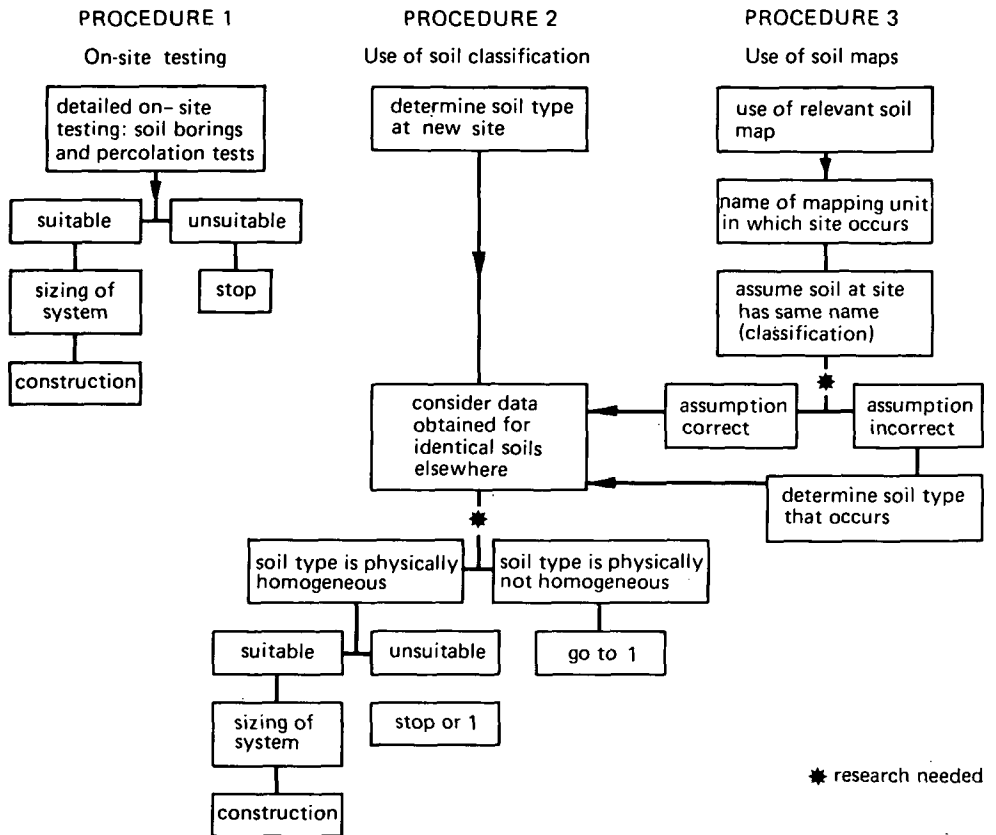 PROCEDURE 1
On-site testing
detailed on-site
testing: soil borings
and percolation tests
suitable
unsuitable
sizing of
system
stop
construction
PROCEDURE 2
Use of soil classification
determine soil type
at new site
consider data
obtained for
identical soils
elsewhere
soil type is physically
homogeneous
soil type is physically
not homogeneous
suitable
unsuitable
go to 1
sizing of
system
stop or 1
construction
PROCEDURE 3
Use of soil maps
use of relevant soil
map
name of mapping unit
in which site occurs
assume soil at site
has same name
(classification)
assumption
correct
assumption
incorrect
determine soil type
that occurs
✷ research needed